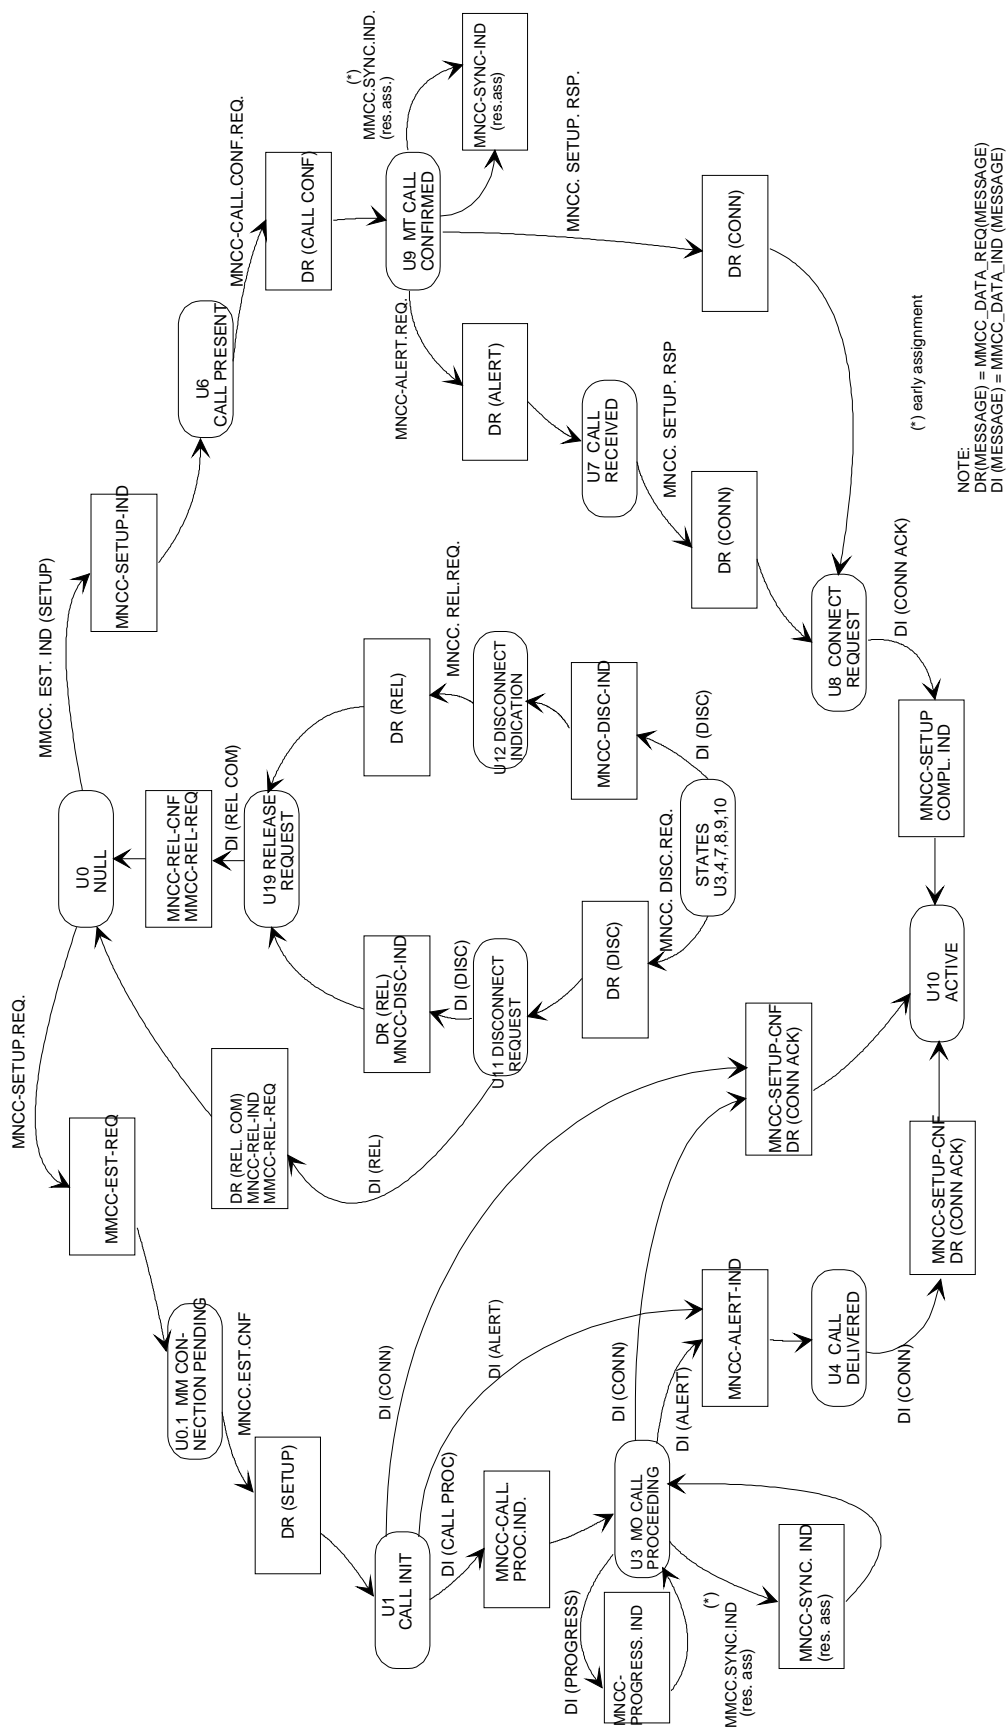 MNCC-SETUP.REQ.
MMCC. EST. IND (SETUP)
U0
NULL
MMCC-EST-REQ
MNCC-SETUP-IND
DR (REL. COM)
MNCC-REL-IND
MMCC-REL-REQ
MNCC-REL-CNF
MMCC-REL-REQ
U0.1 MM CON-
NECTION PENDING
U6
CALL PRESENT
MNCC.EST.CNF
DI (REL COM)
MNCC-CALL.CONF.REQ.
DR (SETUP)
U19 RELEASE
REQUEST
DR (CALL CONF)
DI (REL)
U1
CALL INIT
DI (CONN)
DR (REL)
MNCC-DISC-IND
DR (REL)
MNCC-ALERT.REQ.
U9 MT CALL
CONFIRMED
(*)
MMCC.SYNC.IND.
(res.ass.)
DI (CALL PROC)
DI (ALERT)
DI (DISC)
MNCC. REL.REQ.
DR (ALERT)
MNCC-SYNC-IND
(res.ass)
MNCC-CALL.
PROC.IND.
U11 DISCONNECT
REQUEST
U12 DISCONNECT
INDICATION
DI (PROGRESS)
DR (DISC)
MNCC-DISC-IND
U7 CALL
RECEIVED
MNCC. SETUP. RSP.
MNCC-
PROGRESS. IND
U3 MO CALL
PROCEEDING
DI (CONN)
DI (ALERT)
MNCC. DISC.REQ.
STATES
U3,4,7,8,9,10
DI (DISC)
MNCC. SETUP. RSP
MMCC.SYNC.IND
(res. ass)
(*)
MNCC-ALERT-IND
DR (CONN)
DR (CONN)
MNCC-SYNC. IND
(res. ass)
MNCC-SETUP-CNF
DR (CONN ACK)
U4 CALL
DELIVERED
U8 CONNECT
REQUEST
DI (CONN)
DI (CONN ACK)
MNCC-SETUP-CNF
DR (CONN ACK)
U10
ACTIVE
MNCC-SETUP
COMPL. IND
(*) early assignment
NOTE:
DR(MESSAGE) = MMCC_DATA_REQ(MESSAGE)
DI (MESSAGE) = MMCC_DATA_IND (MESSAGE)